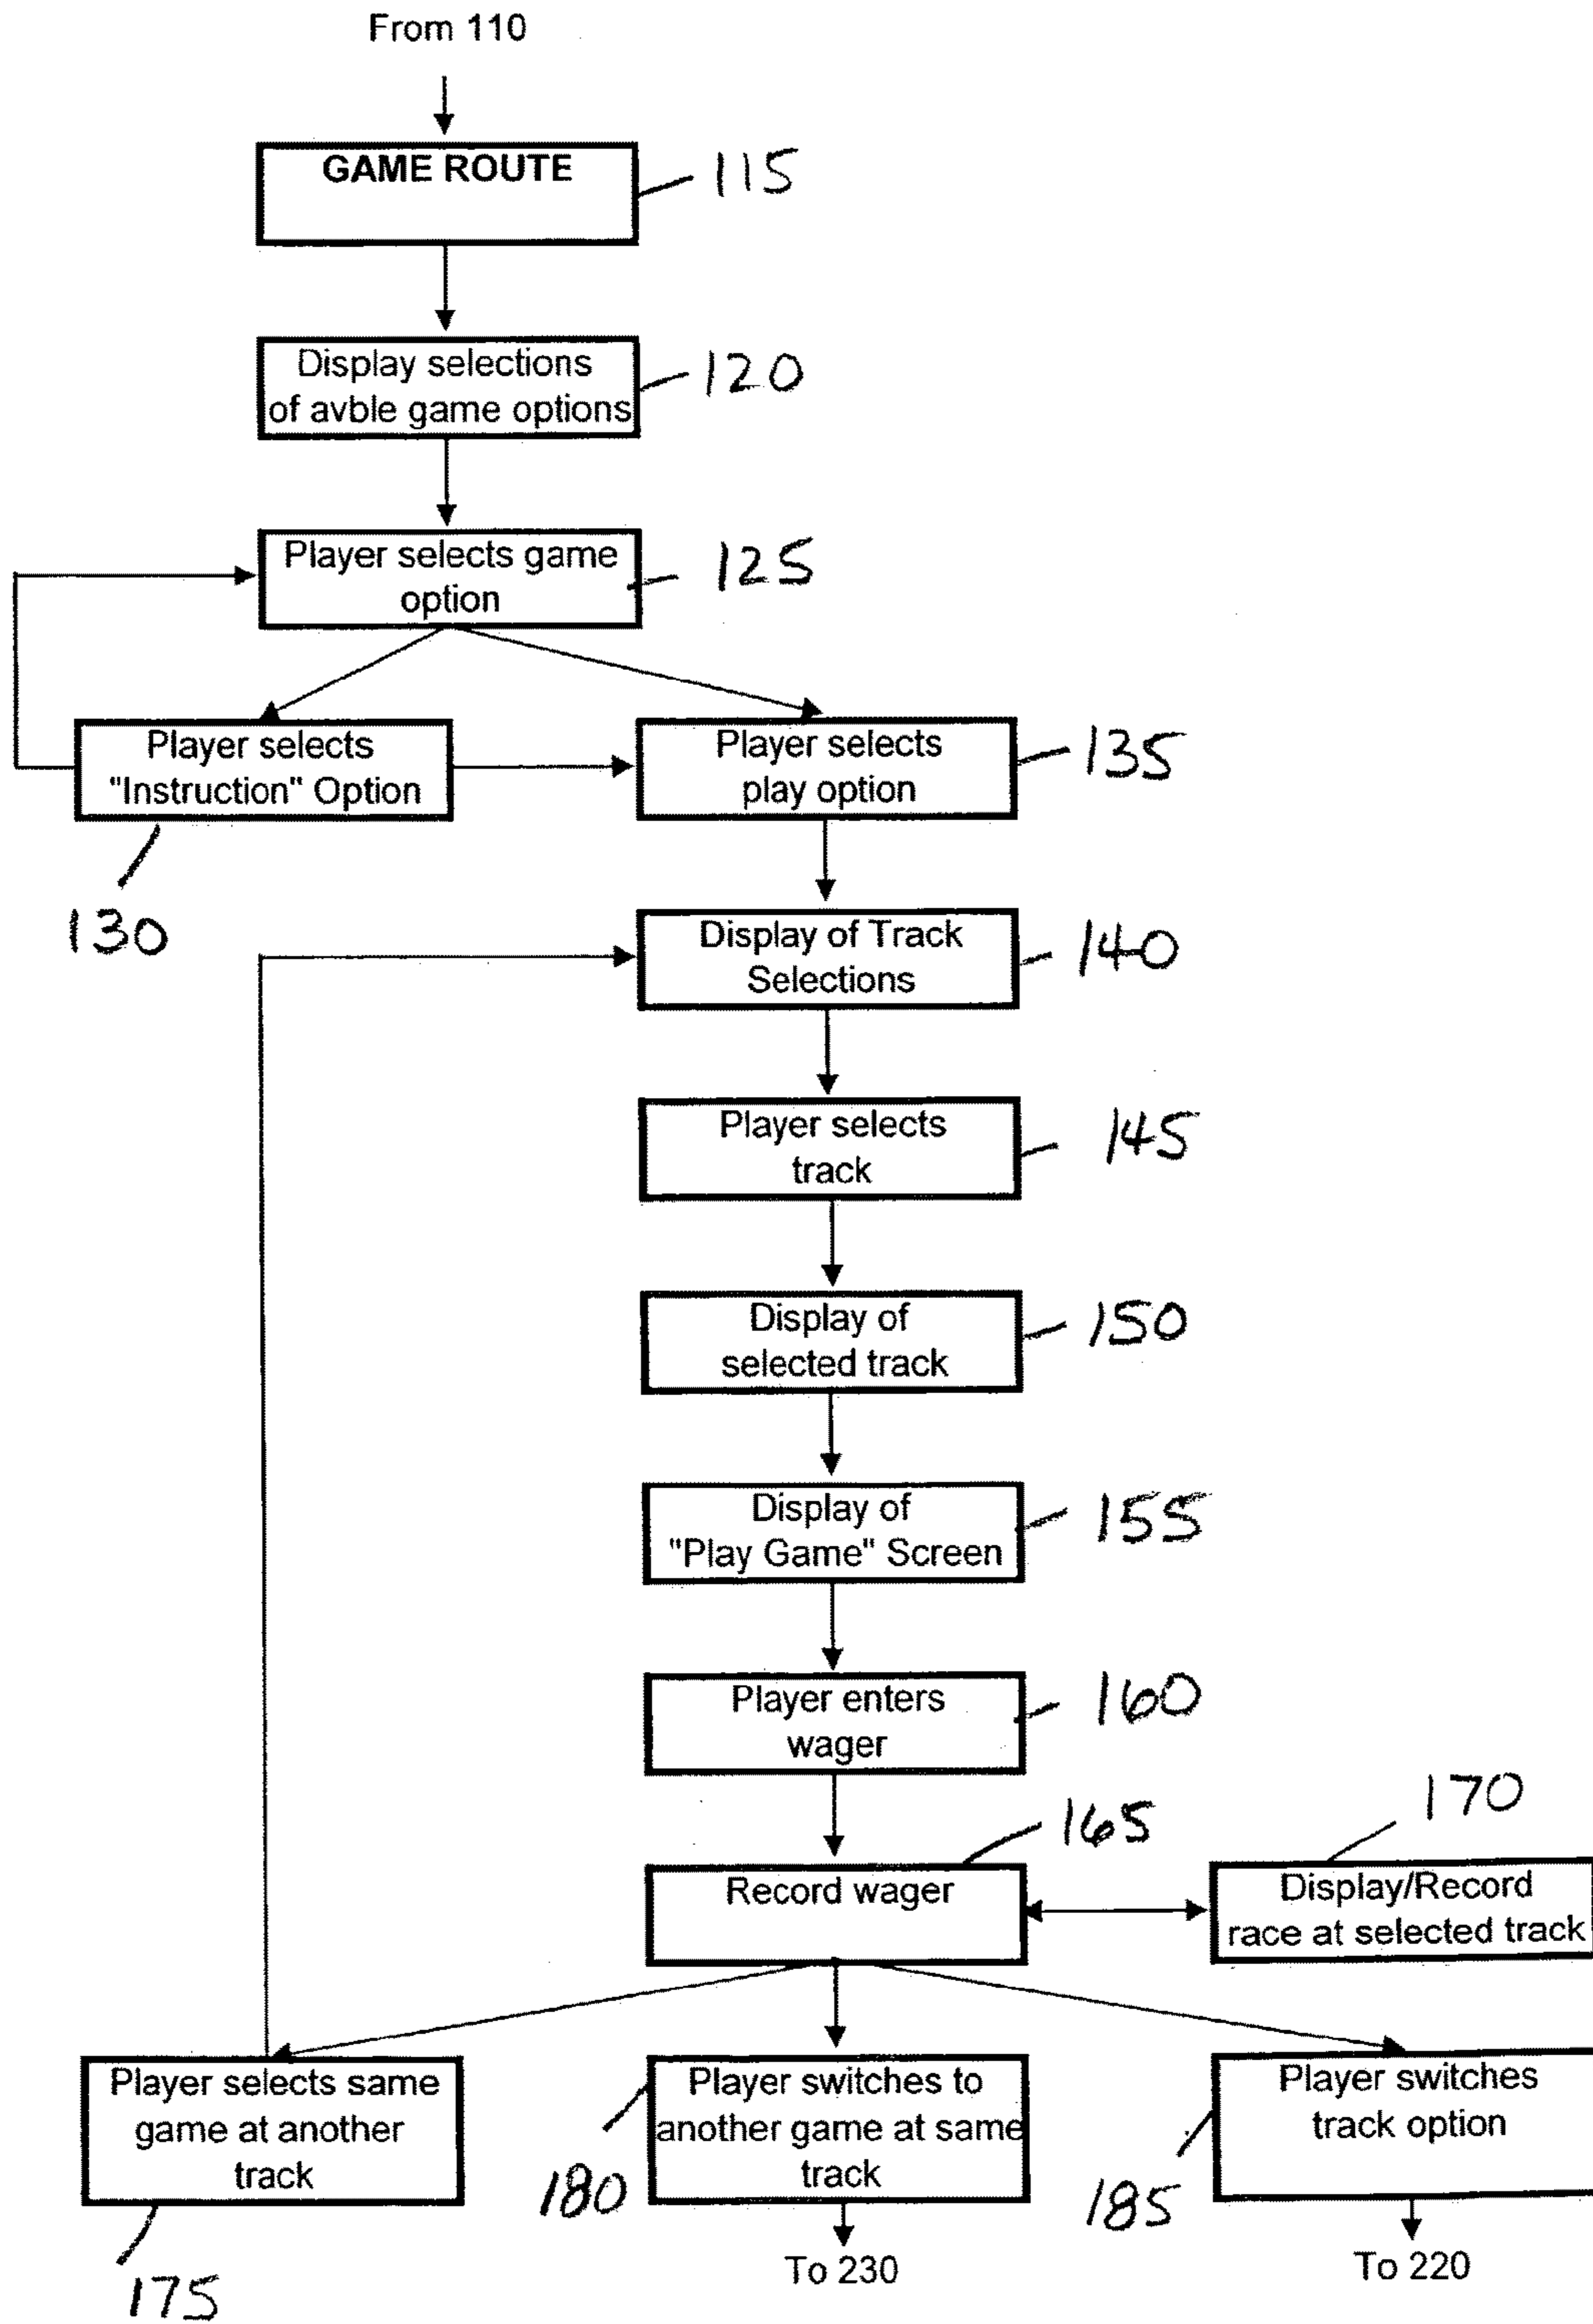 From 110
GAME ROUTE
115
Display selections
of avble game options
120
Player selects game
option
125
Player selects
"Instruction" Option
130
Player selects
play option
135
Display of Track
Selections
140
Player selects
track
145
Display of
selected track
150
Display of
"Play Game" Screen
155
Player enters
wager
160
Record wager
165
Display/Record
race at selected track
170
Player selects same
game at another
track
175
Player switches to
another game at same
track
180
To 230
Player switches
track option
185
To 220